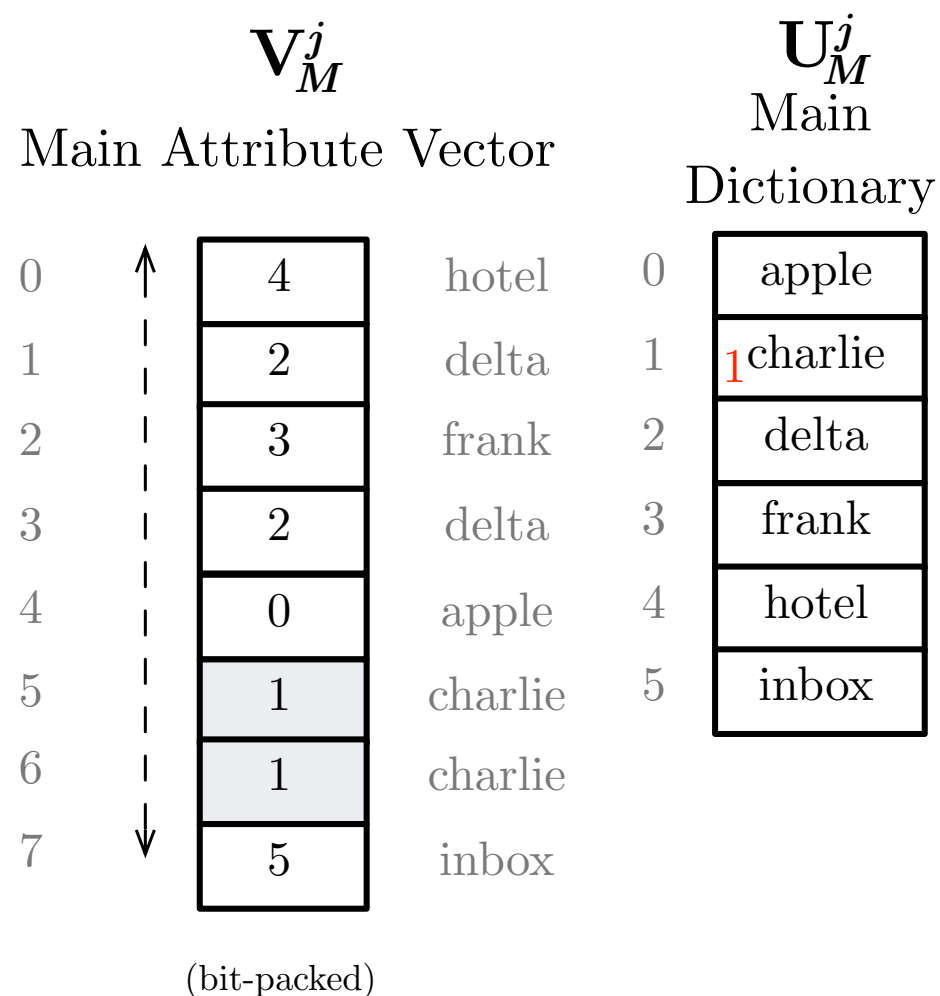 V_M^j
Main Attribute Vector
0 4 hotel
1 2 delta
2 3 frank
3 2 delta
4 0 apple
5 1 charlie
6 1 charlie
7 5 inbox
(bit-packed)
U_M^j
Main
Dictionary
0 apple
1 1 charlie
2 delta
3 frank
4 hotel
5 inbox